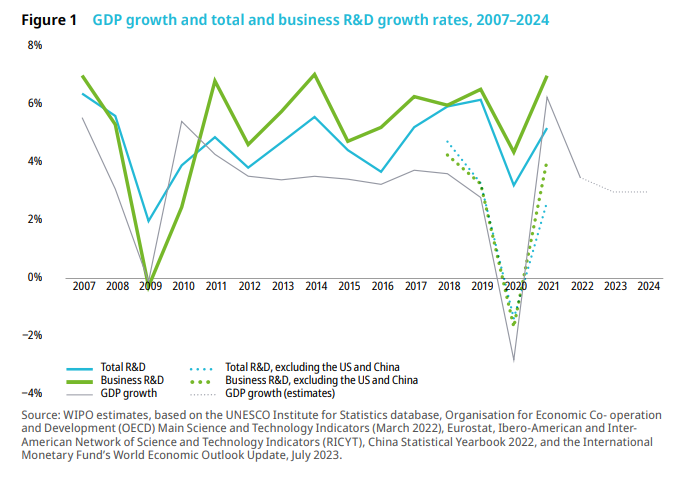 Figure 1 GDP growth and total and business R&D growth rates, 2007–2024
8%
6%
4%
2%
0%
2007 2008 2009 2010 2011 2012 2013 2014 2015 2016 2017 2018 2019 2020 2021 2022 2023 2024
−2%
Total R&D
Total R&D, excluding the US and China
Business R&D
Business R&D, excluding the US and China
GDP growth
GDP growth (estimates)
−4%
Source: WIPO estimates, based on the UNESCO Institute for Statistics database, Organisation for Economic Co- operation
and Development (OECD) Main Science and Technology Indicators (March 2022), Eurostat, Ibero-American and Inter-
American Network of Science and Technology Indicators (RICYT), China Statistical Yearbook 2022, and the International
Monetary Fund's World Economic Outlook Update, July 2023.